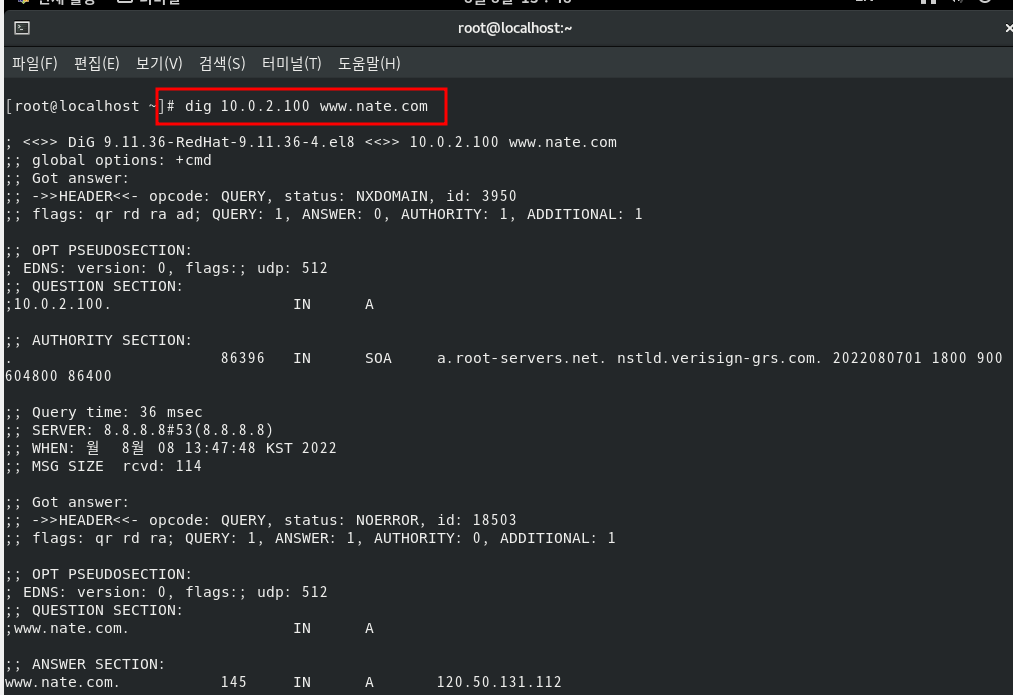 root@localhost:~
파일(F) 편집(E) 보기(V) 검색(S) 터미널(T) 도움말(H)
[root@localhost ~]# dig 10.0.2.100 www.nate.com
; <<>> DiG 9.11.36-RedHat-9.11.36-4.el8 <<>> 10.0.2.100 www.nate.com
;; global options: +cmd
;; Got answer:
;; ->>HEADER<<- opcode: QUERY, status: NXDOMAIN, id: 3950
;; flags: qr rd ra ad; QUERY: 1, ANSWER: 0, AUTHORITY: 1, ADDITIONAL: 1
;; OPT PSEUDOSECTION:
; EDNS: version: 0, flags:; udp: 512
;; QUESTION SECTION:
;10.0.2.100. IN A
;; AUTHORITY SECTION:
. 86396 IN SOA a.root-servers.net. nstld.verisign-grs.com. 2022080701 1800 900
604800 86400
;; Query time: 36 msec
;; SERVER: 8.8.8.8#53(8.8.8.8)
;; WHEN: 월 8월 08 13:47:48 KST 2022
;; MSG SIZE rcvd: 114
;; Got answer:
;; ->>HEADER<<- opcode: QUERY, status: NOERROR, id: 18503
;; flags: qr rd ra; QUERY: 1, ANSWER: 1, AUTHORITY: 0, ADDITIONAL: 1
;; OPT PSEUDOSECTION:
; EDNS: version: 0, flags:; udp: 512
;; QUESTION SECTION:
;www.nate.com. IN A
;; ANSWER SECTION:
www.nate.com. 145 IN A 120.50.131.112